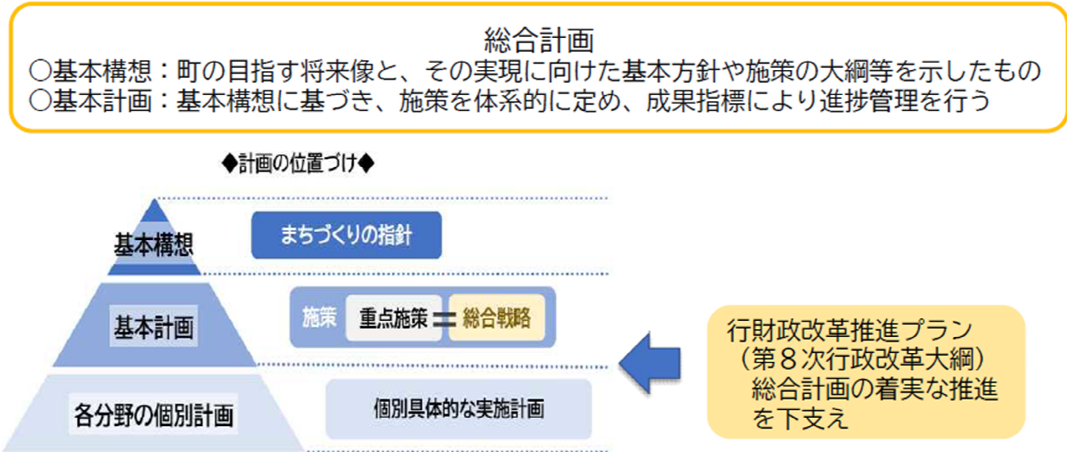 総合計画
○基本構想：町の目指す将来像と、その実現に向けた基本方針や施策の大綱等を示したもの
○基本計画：基本構想に基づき、施策を体系的に定め、成果指標により進捗管理を行う
◆計画の位置づけ◆
基本構想
まちづくりの指針
基本計画
施策 重点施策＝総合戦略
各分野の個別計画
個別具体的な実施計画
行財政改革推進プラン
（第８次行政改革大綱）
総合計画の着実な推進
を下支え